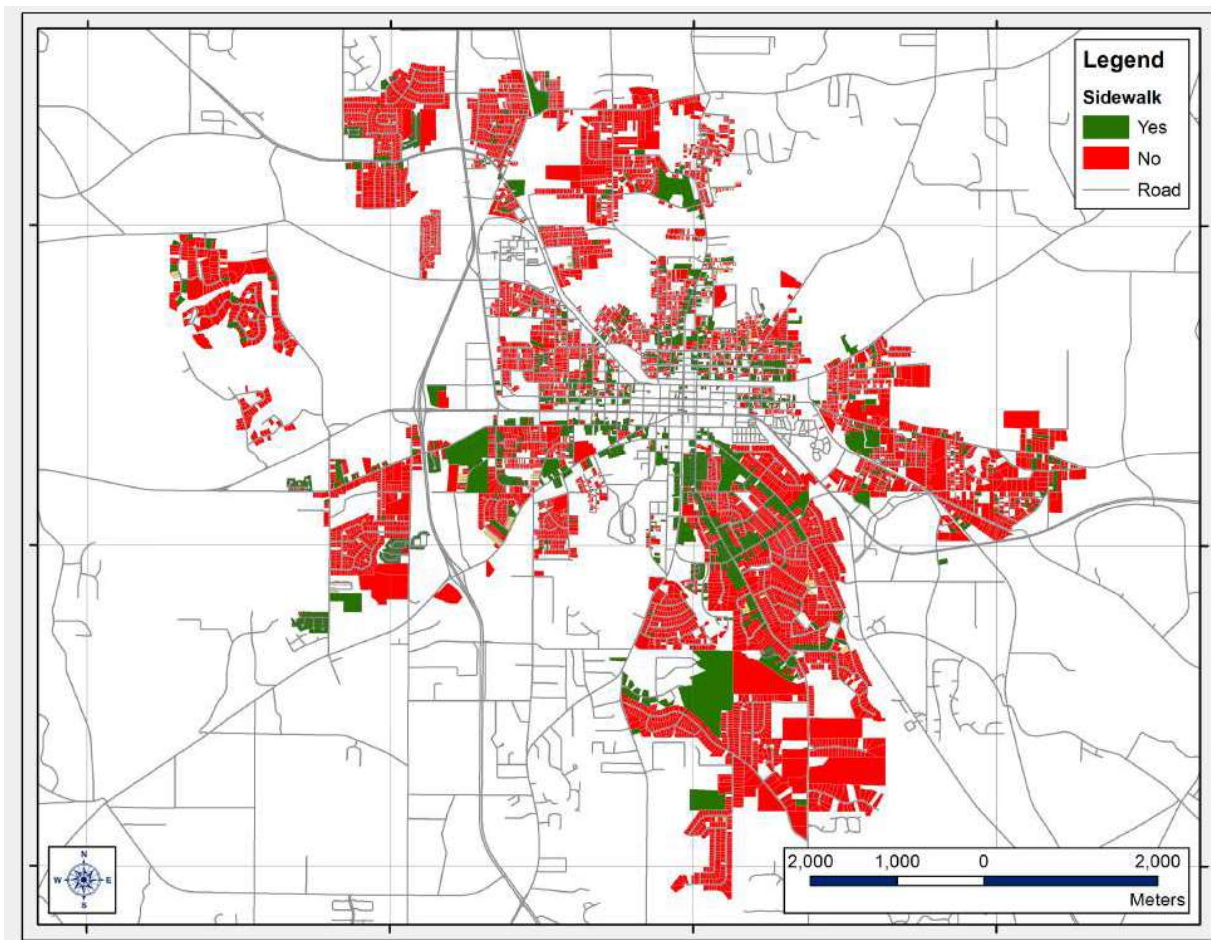 Legend
Sidewalk
Yes
No
Road
N
W E
S
2,000 1,000 0 2,000
Meters